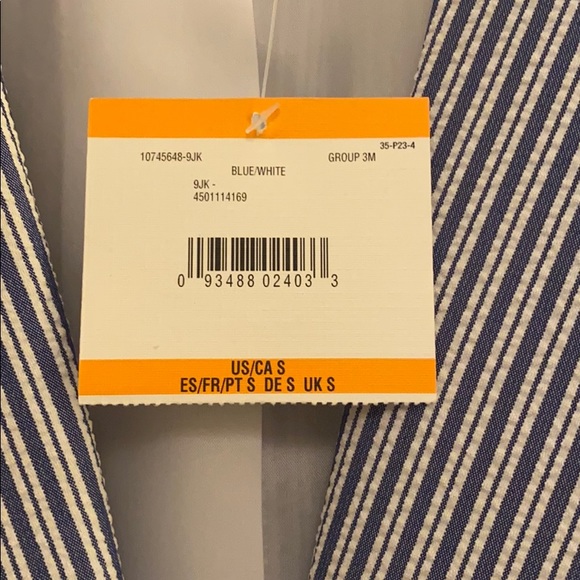 35-P23-4
10745648-9JK GROUP 3M
BLUE/WHITE
9JK -
4501114169
0 93488 02403 3
US/CA S
ES/FR/PT S DE S UK S